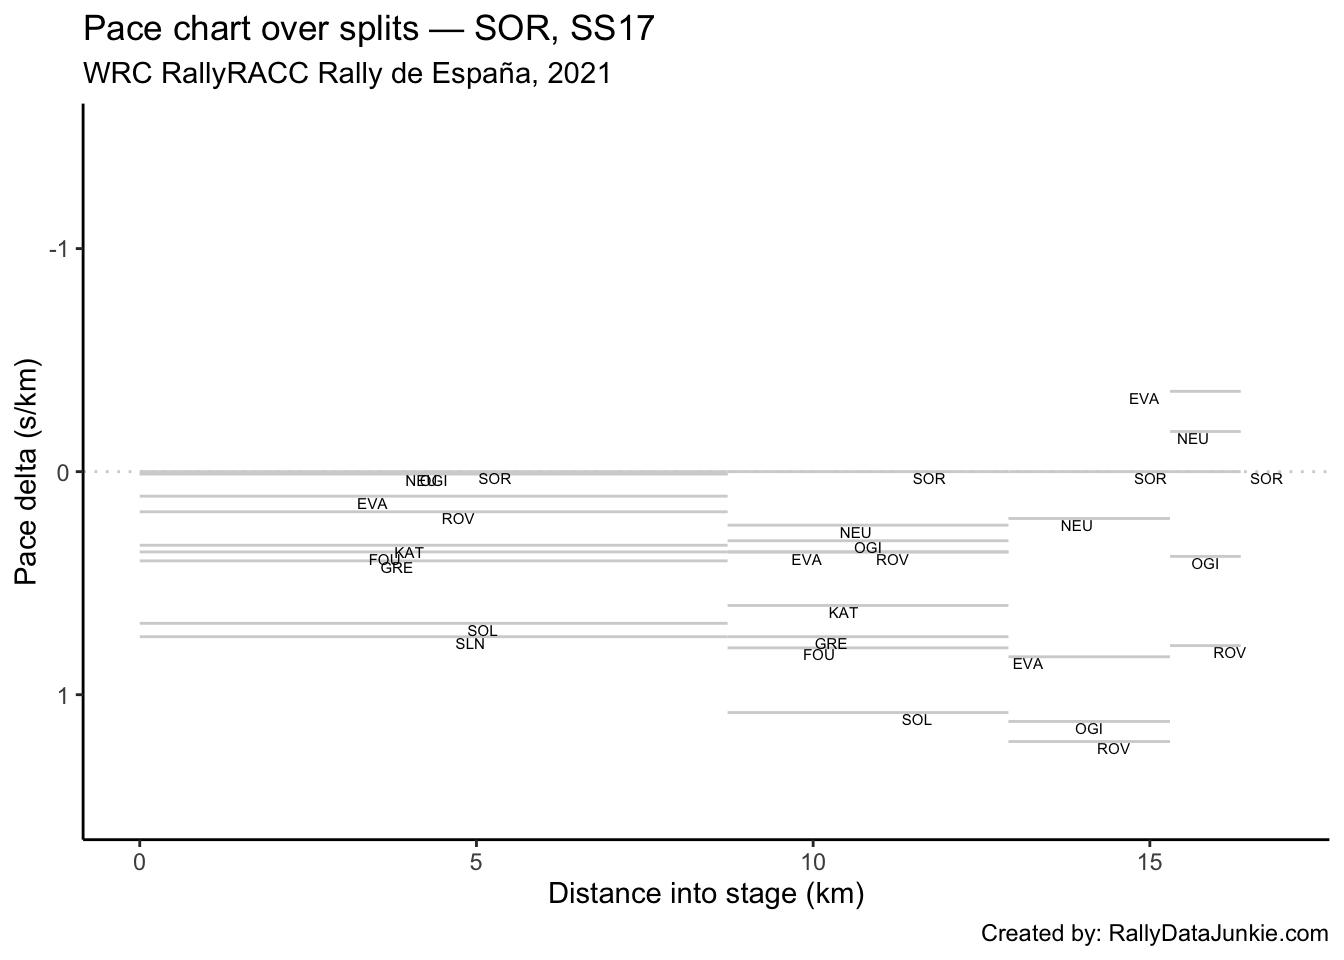 Pace chart over splits — SOR, SS17
WRC RallyRACC Rally de España, 2021
Pace delta (s/km)
-1
0
1
EVA
NEU
NEU OGI SOR SOR SOR SOR
EVA
ROV
NEU
NEU
OGI
KAT
FOU
EVA ROV
OGI
GRE
KAT
SOL
SLN
GRE
FOU
ROV
EVA
SOL
OGI
ROV
0 5 10 15
Distance into stage (km)
Created by: RallyDataJunkie.com